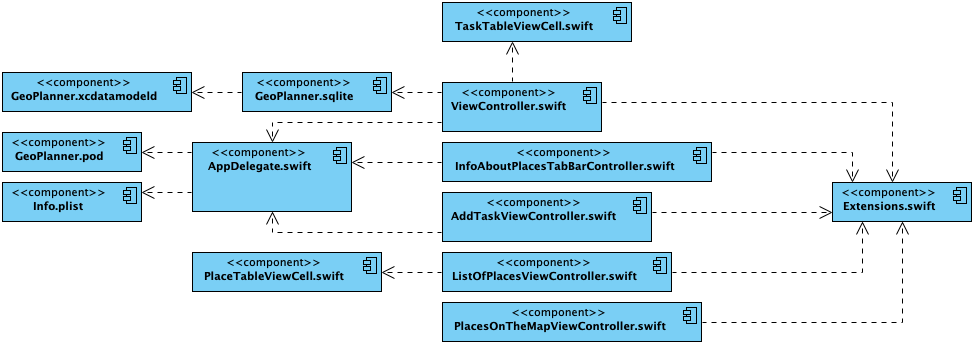 <<component>>
TaskTableViewCell.swift
<<component>>
GeoPlanner.xcdatamodeld
<<component>>
GeoPlanner.sqlite
<<component>>
ViewController.swift
<<component>>
GeoPlanner.pod
<<component>>
AppDelegate.swift
<<component>>
InfoAboutPlacesTabBarController.swift
<<component>>
Info.plist
<<component>>
AddTaskViewController.swift
<<component>>
Extensions.swift
<<component>>
PlaceTableViewCell.swift
<<component>>
ListOfPlacesViewController.swift
<<component>>
PlacesOnTheMapViewController.swift